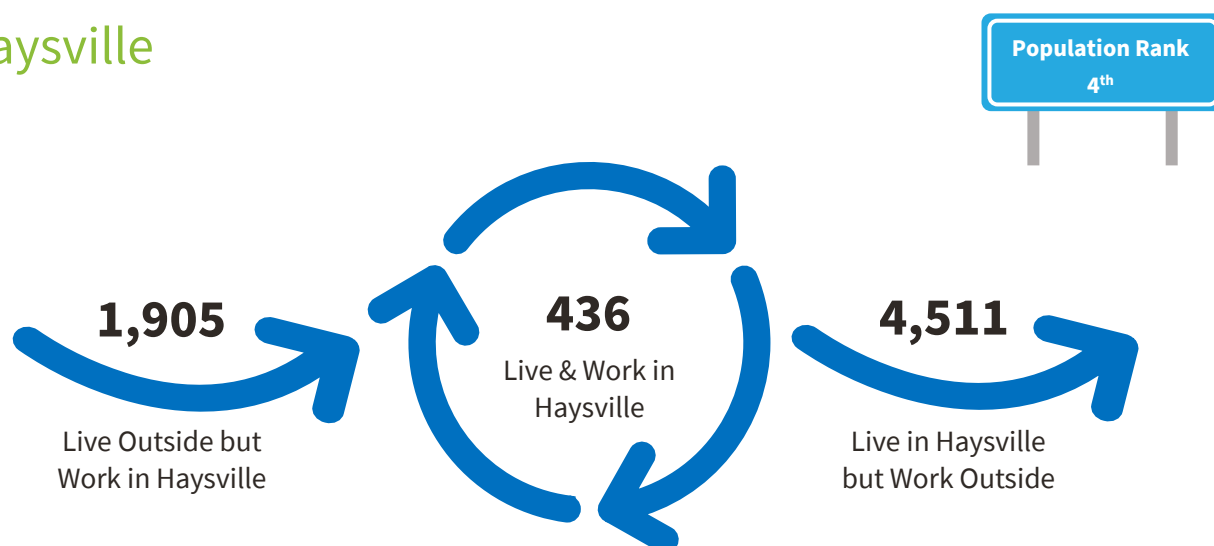 aysville
Population Rank
4th
1,905
Live Outside but
Work in Haysville
436
Live & Work in
Haysville
4,511
Live in Haysville
but Work Outside